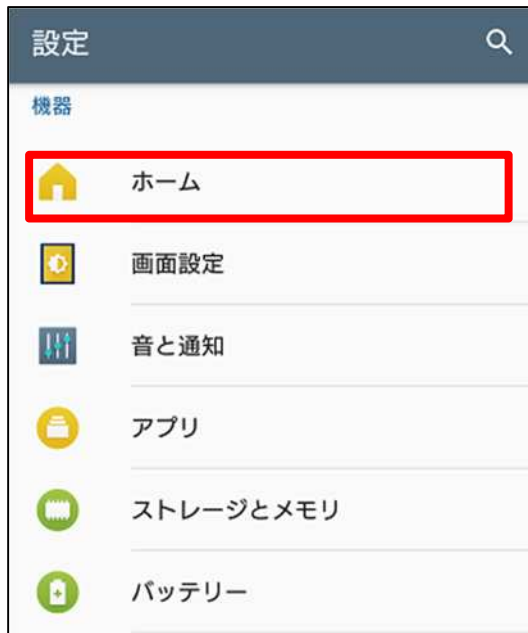 設定
機器
ホーム
画面設定
音と通知
アプリ
ストレージとメモリ
バッテリー